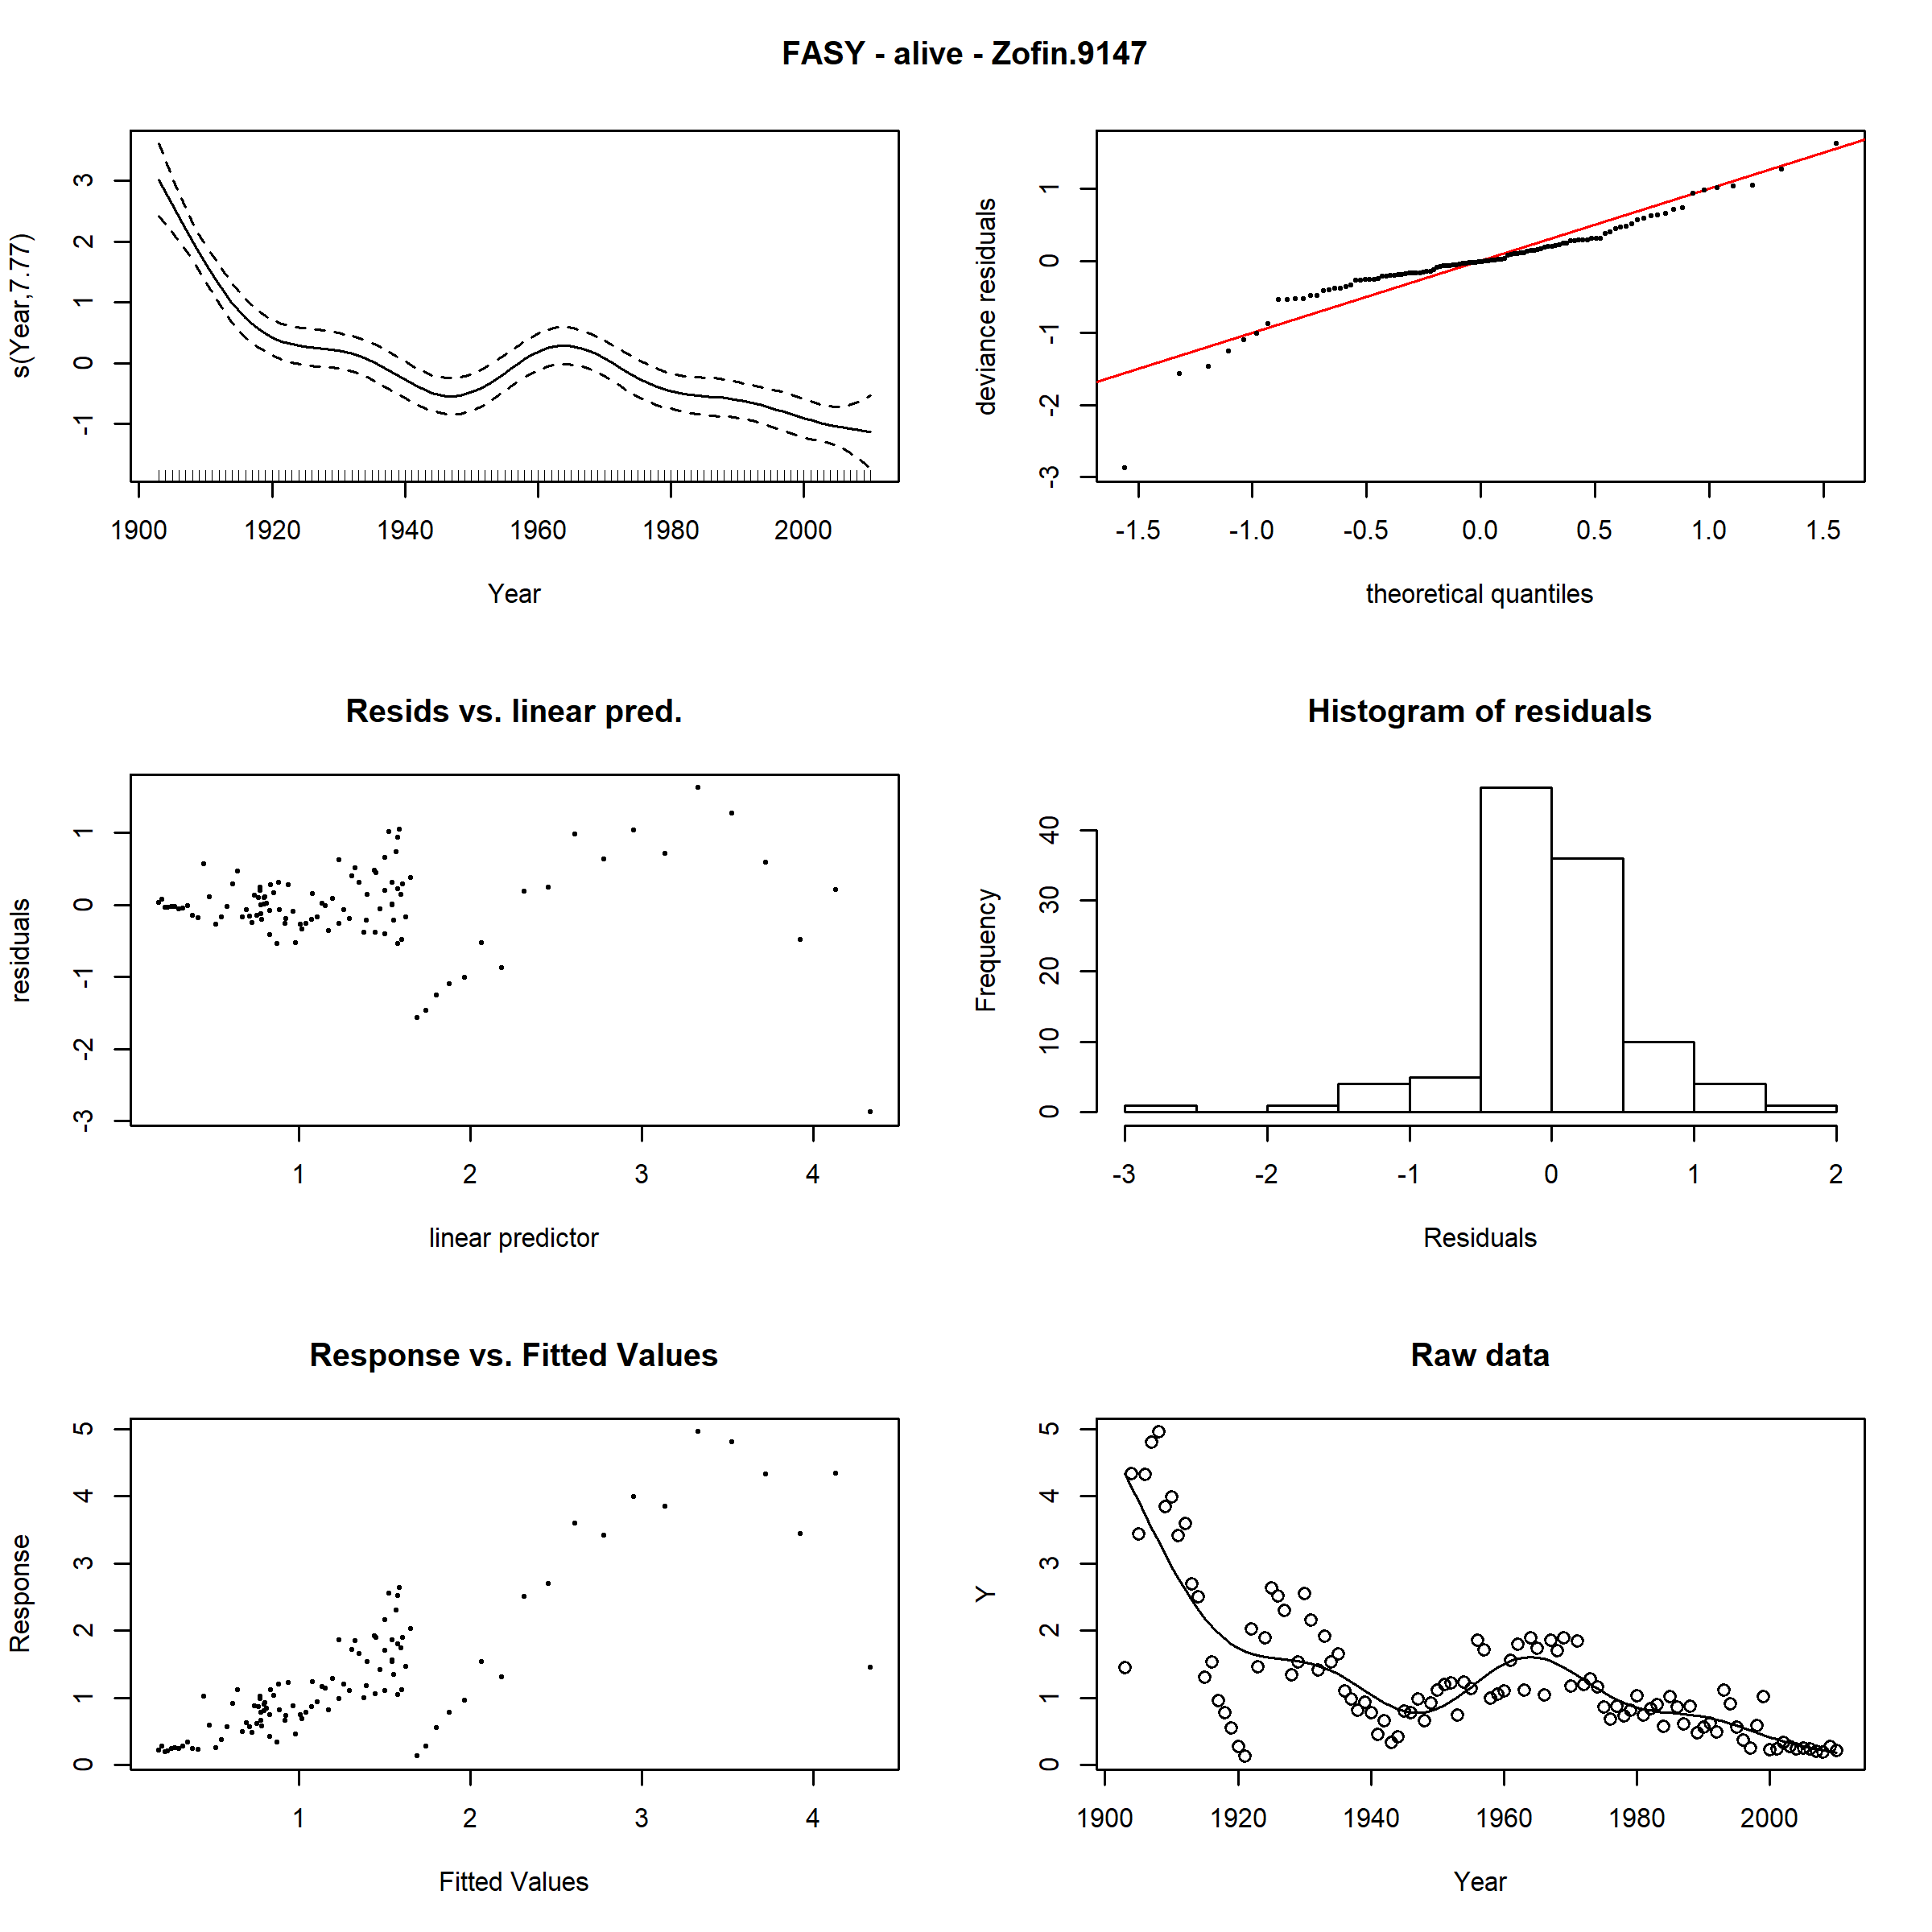 FASY - alive - Zofin.9147
s(Year,7.77)
3
2
1
0
-1
1900 1920 1940 1960 1980 2000
Year
deviance residuals
1
0
-1
-2
-3
-1.5 -1.0 -0.5 0.0 0.5 1.0 1.5
theoretical quantiles
Resids vs. linear pred.
residuals
1
0
-1
-2
-3
1 2 3 4
linear predictor
Histogram of residuals
Frequency
40
30
20
10
0
-3 -2 -1 0 1 2
Residuals
Response vs. Fitted Values
Response
5
4
3
2
1
0
1 2 3 4
Fitted Values
Raw data
Y
5
4
3
2
1
0
1900 1920 1940 1960 1980 2000
Year